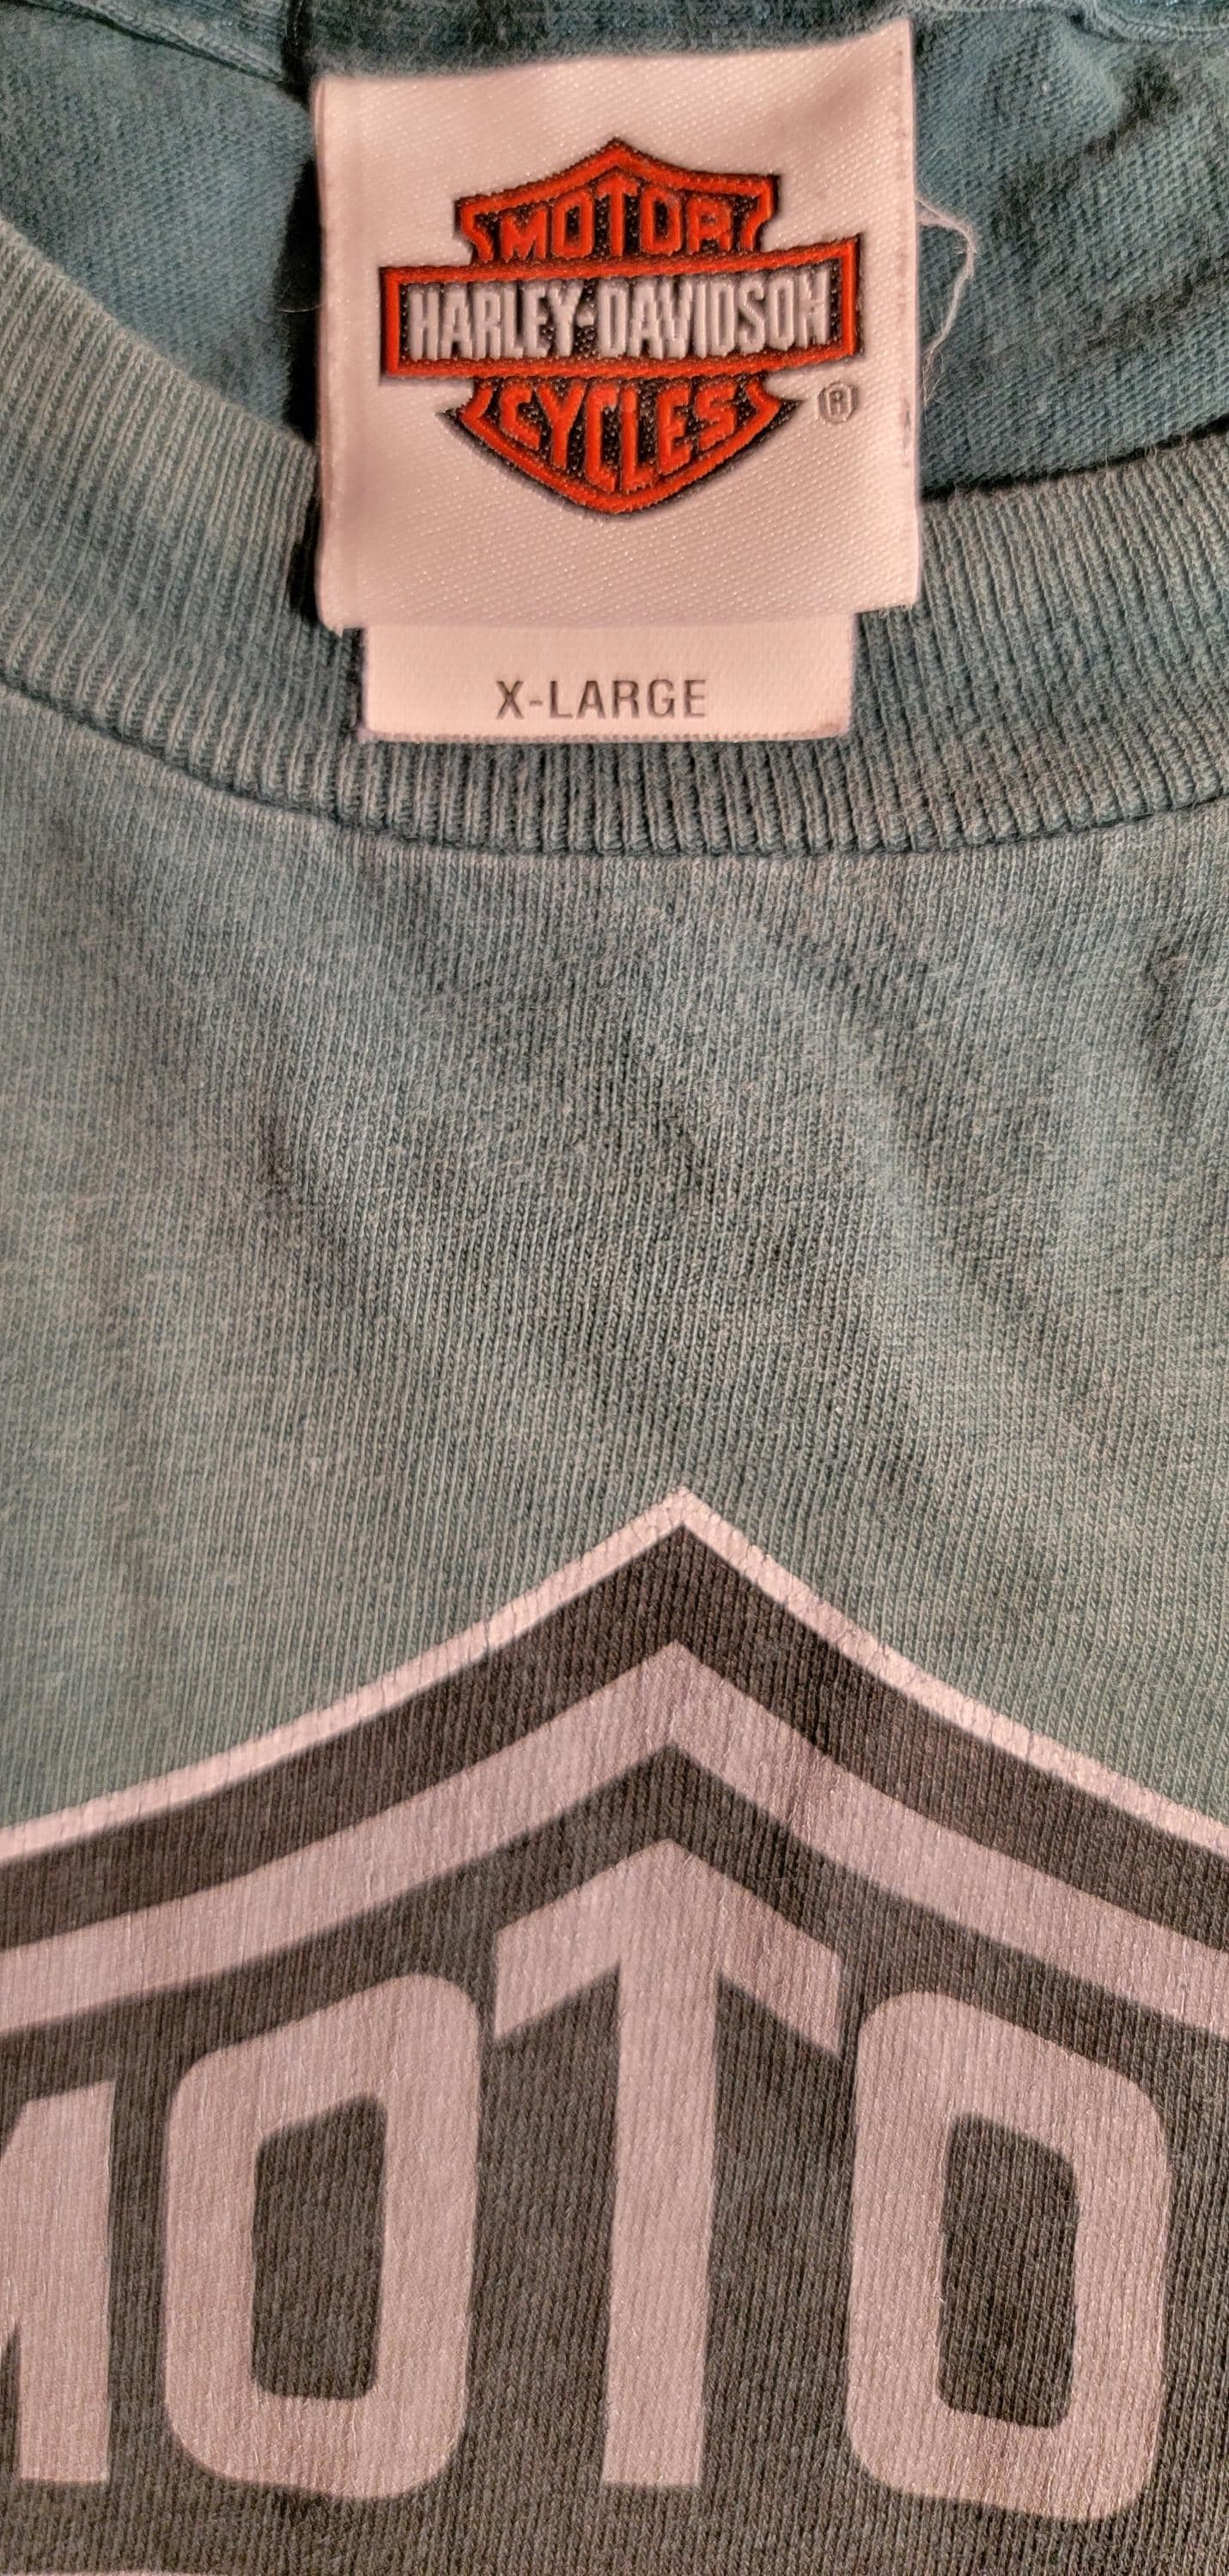 MOTOR
HARLEY-DAVIDSON
CYCLES
®
X-LARGE
MOTO